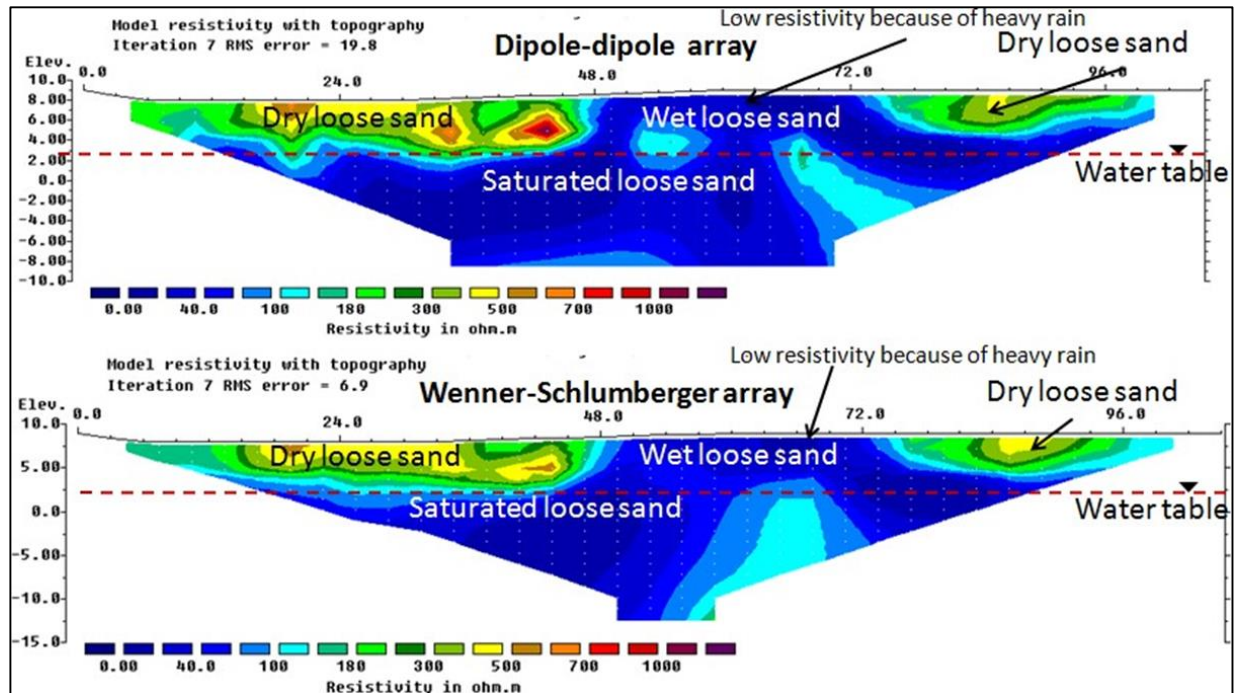 Model resistivity with topography
Iteration 7 RMS error = 19.8
Low resistivity because of heavy rain
Dipole-dipole array
Dry loose sand
Elev.
0.0 24.0 48.0 72.0 96.0
10.0
8.00
6.00
4.00
2.00
0.0
-2.00
-4.00
-6.00
-8.00
-10.0
Dry loose sand
Wet loose sand
Saturated loose sand
Water table
0.00 40.0 100 180 300 500 700 1000
Resistivity in ohm.m
Model resistivity with topography
Iteration 7 RMS error = 6.9
Low resistivity because of heavy rain
Wenner-Schlumberger array
Dry loose sand
Elev.
0.0 24.0 48.0 72.0 96.0
10.0
5.00
0.0
-5.00
-10.0
-15.0
Dry loose sand
Wet loose sand
Saturated loose sand
Water table
0.00 40.0 100 180 300 500 700 1000
Resistivity in ohm.m